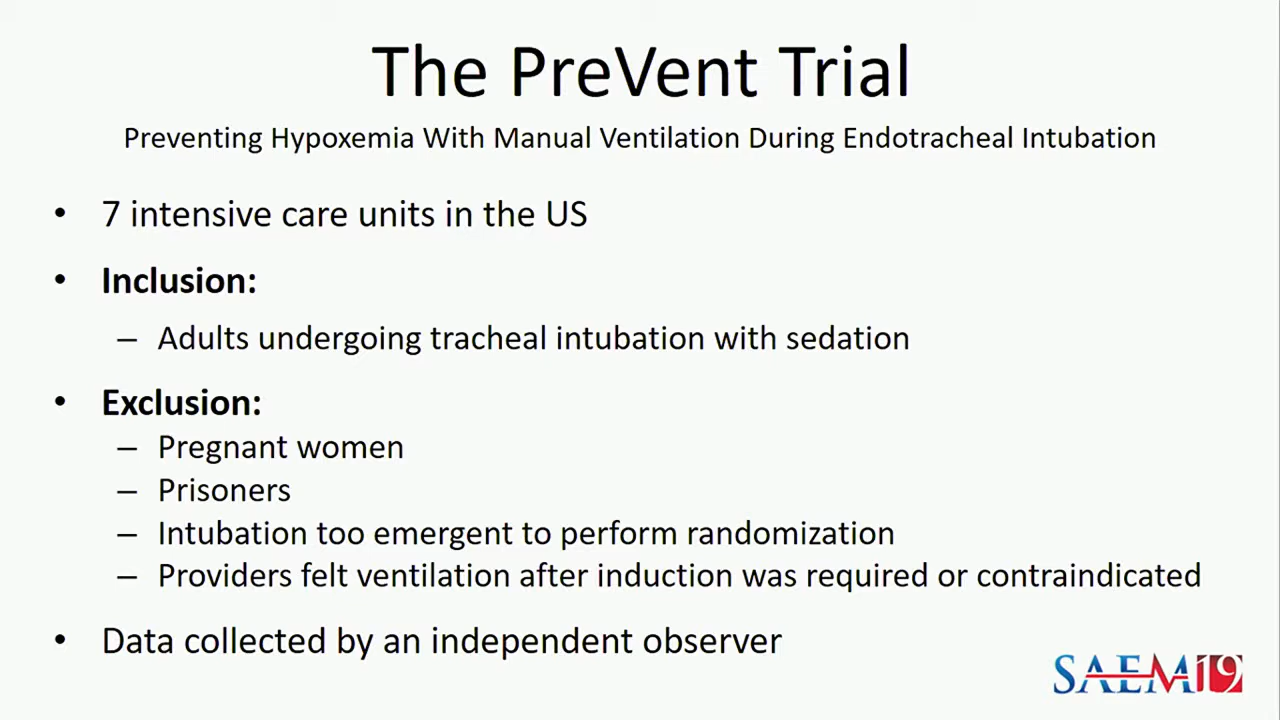 The PreVent Trial
Preventing Hypoxemia With Manual Ventilation During Endotracheal Intubation
• 7 intensive care units in the US
• Inclusion:
– Adults undergoing tracheal intubation with sedation
• Exclusion:
– Pregnant women
– Prisoners
– Intubation too emergent to perform randomization
– Providers felt ventilation after induction was required or contraindicated
• Data collected by an independent observer
SAEM19